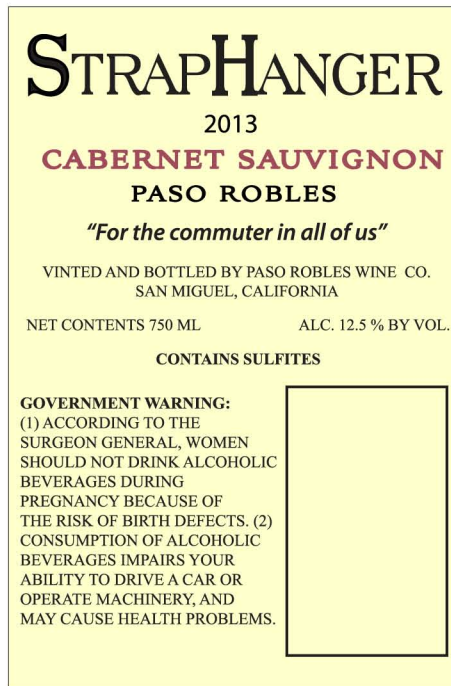 STRAPHANGER
2013
CABERNET SAUVIGNON
PASO ROBLES
"For the commuter in all of us"
VINTED AND BOTTLED BY PASO ROBLES WINE CO.
SAN MIGUEL, CALIFORNIA
NET CONTENTS 750 ML ALC. 12.5 % BY VOL.
CONTAINS SULFITES
GOVERNMENT WARNING:
(1) ACCORDING TO THE
SURGEON GENERAL, WOMEN
SHOULD NOT DRINK ALCOHOLIC
BEVERAGES DURING
PREGNANCY BECAUSE OF
THE RISK OF BIRTH DEFECTS. (2)
CONSUMPTION OF ALCOHOLIC
BEVERAGES IMPAIRS YOUR
ABILITY TO DRIVE A CAR OR
OPERATE MACHINERY, AND
MAY CAUSE HEALTH PROBLEMS.